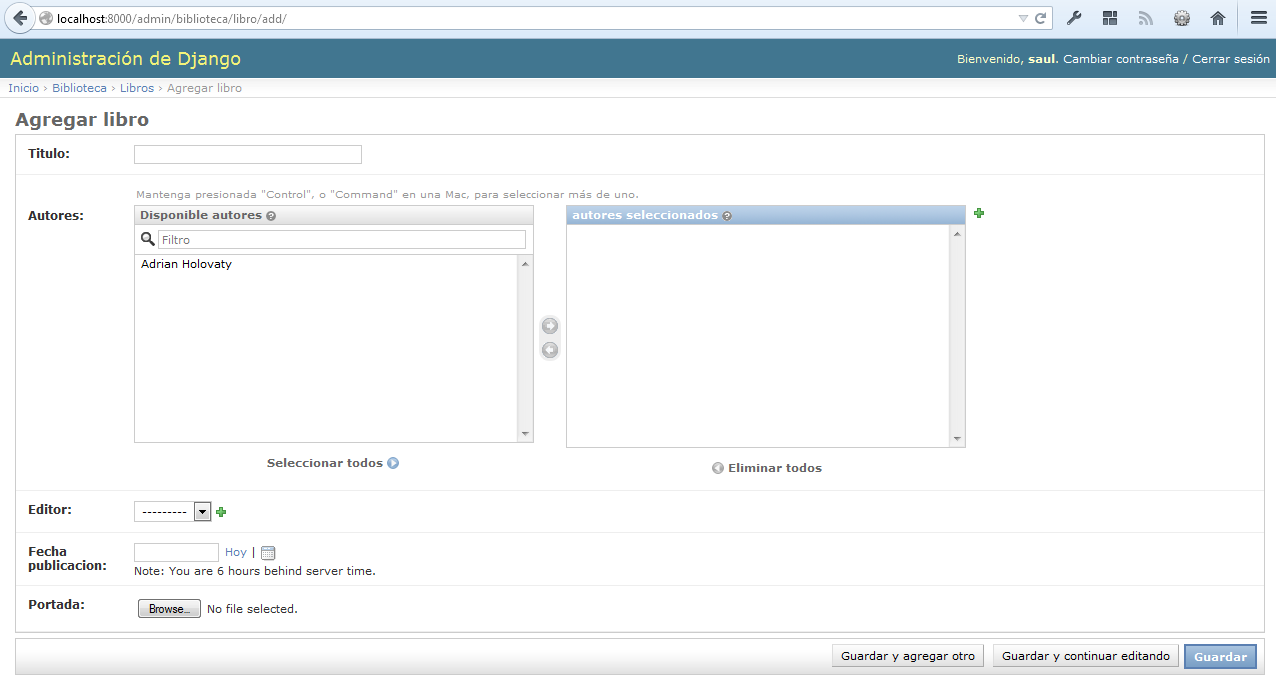 localhost:8000/admin/biblioteca/libro/add/
Administración de Django
Bienvenido, saul. Cambiar contraseña / Cerrar sesión
Inicio › Biblioteca › Libros › Agregar libro
Agregar libro
Titulo:
Mantenga presionada "Control", o "Command" en una Mac, para seleccionar más de uno.
Autores:
Disponible autores
autores seleccionados
Filtro
Adrian Holovaty
Seleccionar todos
Eliminar todos
Editor:
---------
Fecha
publicacion:
Hoy |
Note: You are 6 hours behind server time.
Portada:
Browse... No file selected.
Guardar y agregar otro
Guardar y continuar editando
Guardar